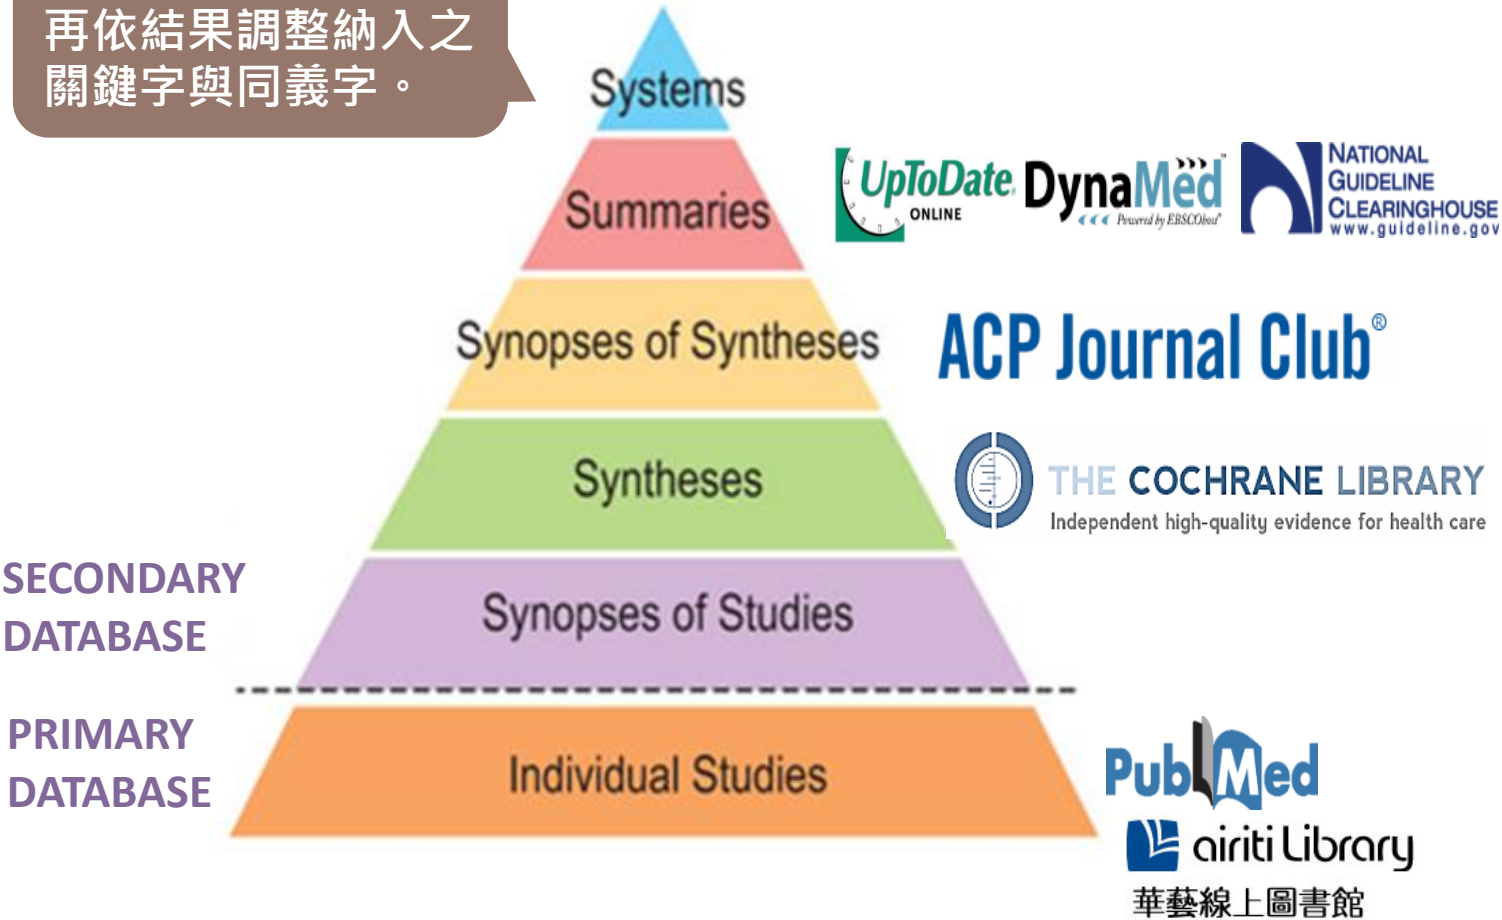 再依結果調整納入之
關鍵字與同義字。
Systems
Summaries
UpToDate®
ONLINE
DynaMed™
Powered by EBSCOhost®
NATIONAL
GUIDELINE
CLEARINGHOUSE
www.guideline.gov
Synopses of Syntheses
ACP Journal Club®
Syntheses
THE COCHRANE LIBRARY
Independent high-quality evidence for health care
SECONDARY
DATABASE
Synopses of Studies
PRIMARY
DATABASE
Individual Studies
PubMed
airiti Library
華藝線上圖書館